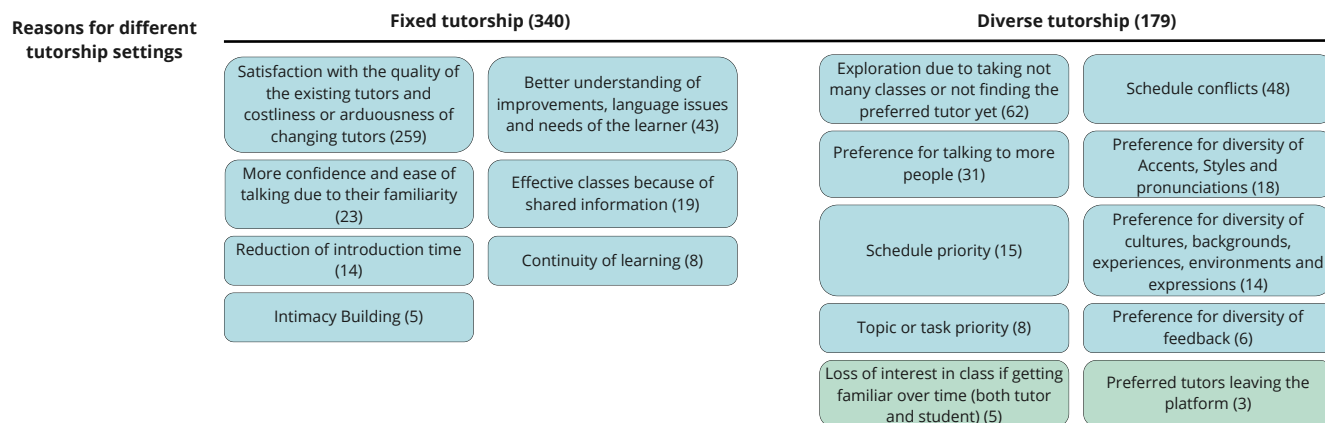 Reasons for different
tutorship settings
Fixed tutorship (340)
Diverse tutorship (179)
Satisfaction with the quality of
the existing tutors and
costliness or arduousness of
changing tutors (259)
Better understanding of
improvements, language issues
and needs of the learner (43)
Exploration due to taking not
many classes or not finding the
preferred tutor yet (62)
Schedule conflicts (48)
More confidence and ease of
talking due to their familiarity
(23)
Effective classes because of
shared information (19)
Preference for talking to more
people (31)
Preference for diversity of
Accents, Styles and
pronunciations (18)
Reduction of introduction time
(14)
Continuity of learning (8)
Schedule priority (15)
Preference for diversity of
cultures, backgrounds,
experiences, environments and
expressions (14)
Intimacy Building (5)
Topic or task priority (8)
Preference for diversity of
feedback (6)
Loss of interest in class if getting
familiar over time (both tutor
and student) (5)
Preferred tutors leaving the
platform (3)